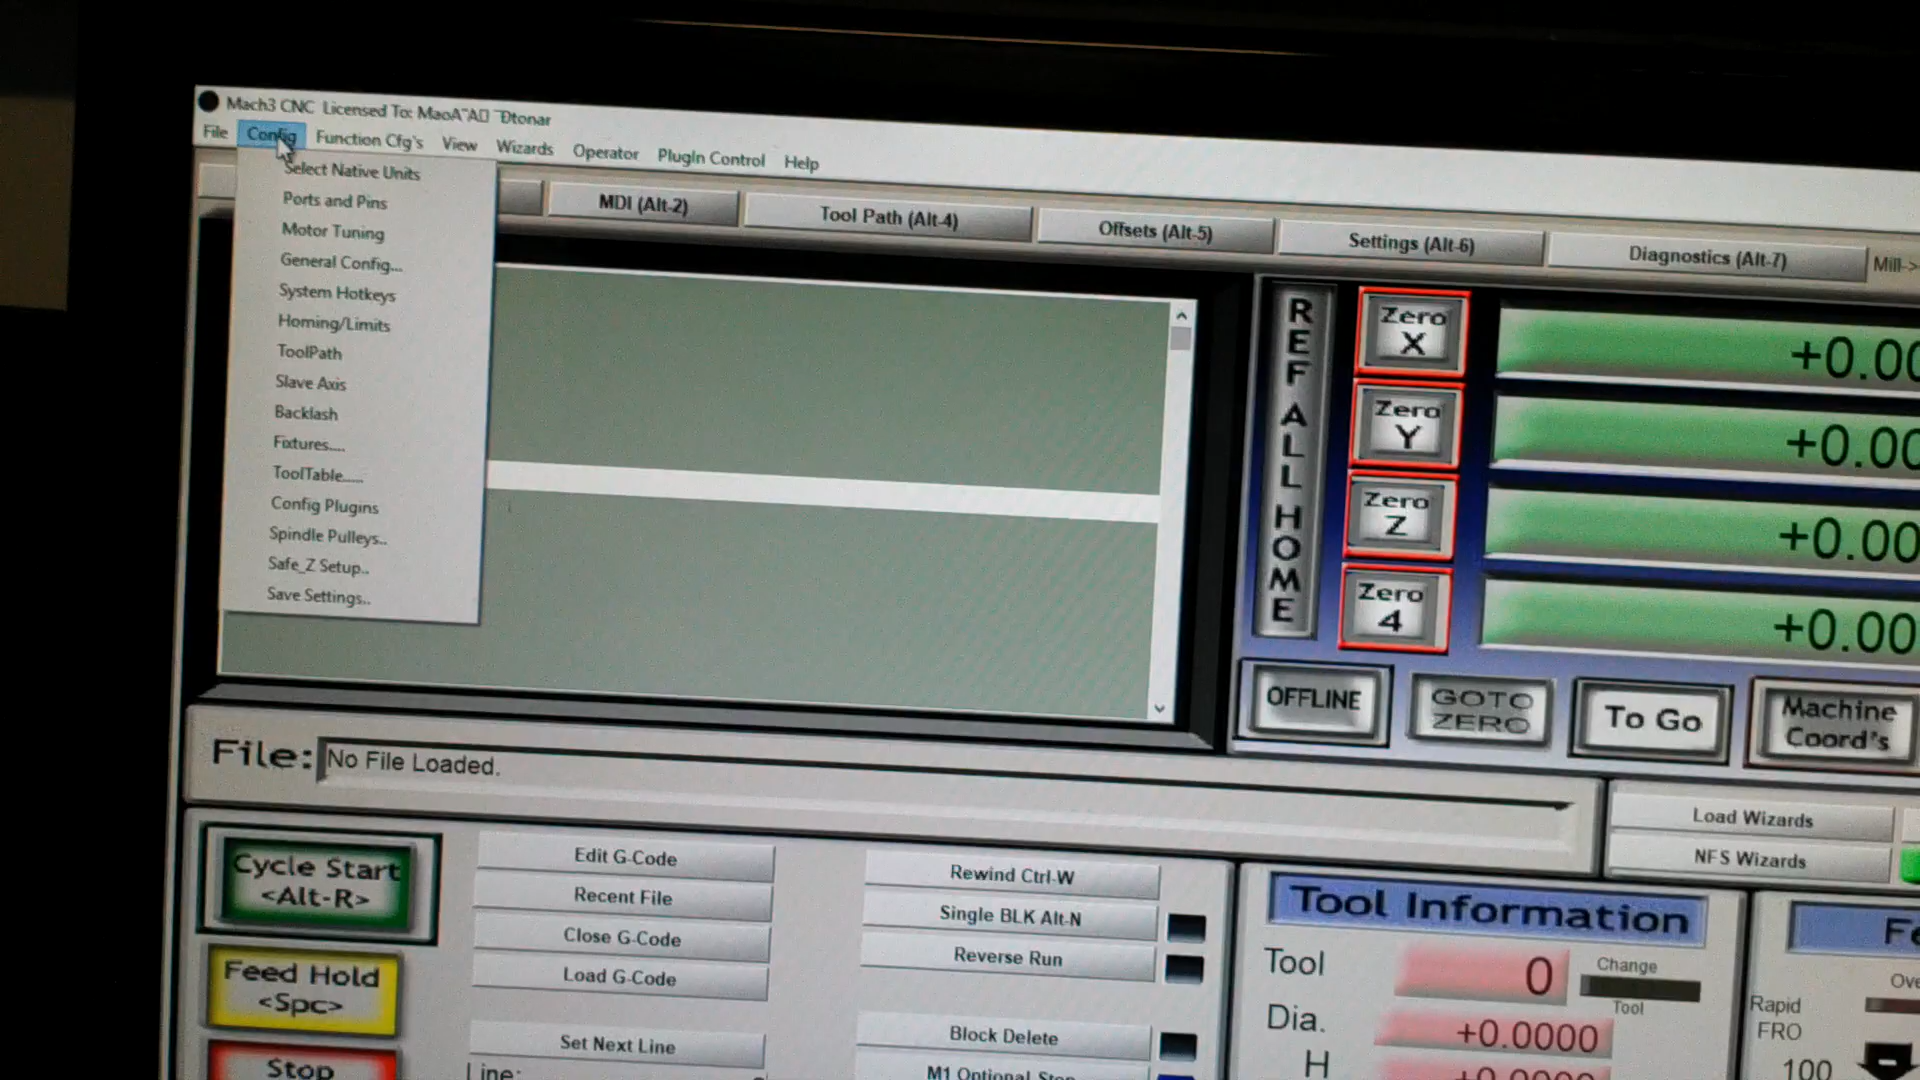 Mach3 CNC Licensed To:
File Config Function Cfg's View Wizards Operator PlugIn Control Help
Select Native Units
Ports and Pins
Motor Tuning
General Config...
System Hotkeys
Homing/Limits
ToolPath
Slave Axis
Backlash
Fixtures.....
ToolTable......
Config Plugins
Spindle Pulleys..
Safe_Z Setup..
Save Settings..
MDI (Alt-2)
Tool Path (Alt-4)
Offsets (Alt-5)
Settings (Alt-6)
Diagnostics (Alt-7)
Mill->
REF ALL HOME
Zero X
+0.00
Zero Y
+0.00
Zero Z
+0.00
Zero 4
+0.00
OFFLINE
GOTO ZERO
To Go
Machine Coord's
File: No File Loaded.
Load Wizards
NFS Wizards
Cycle Start
<Alt-R>
Feed Hold
<Spc>
Stop
Edit G-Code
Recent File
Close G-Code
Load G-Code
Set Next Line
Line:
Rewind Ctrl-W
Single BLK Alt-N
Reverse Run
Block Delete
M1 Optional Stop
Tool Information
Tool 0
Change
Tool
Dia. +0.0000
H +0.0000
Rapid
FRO
100